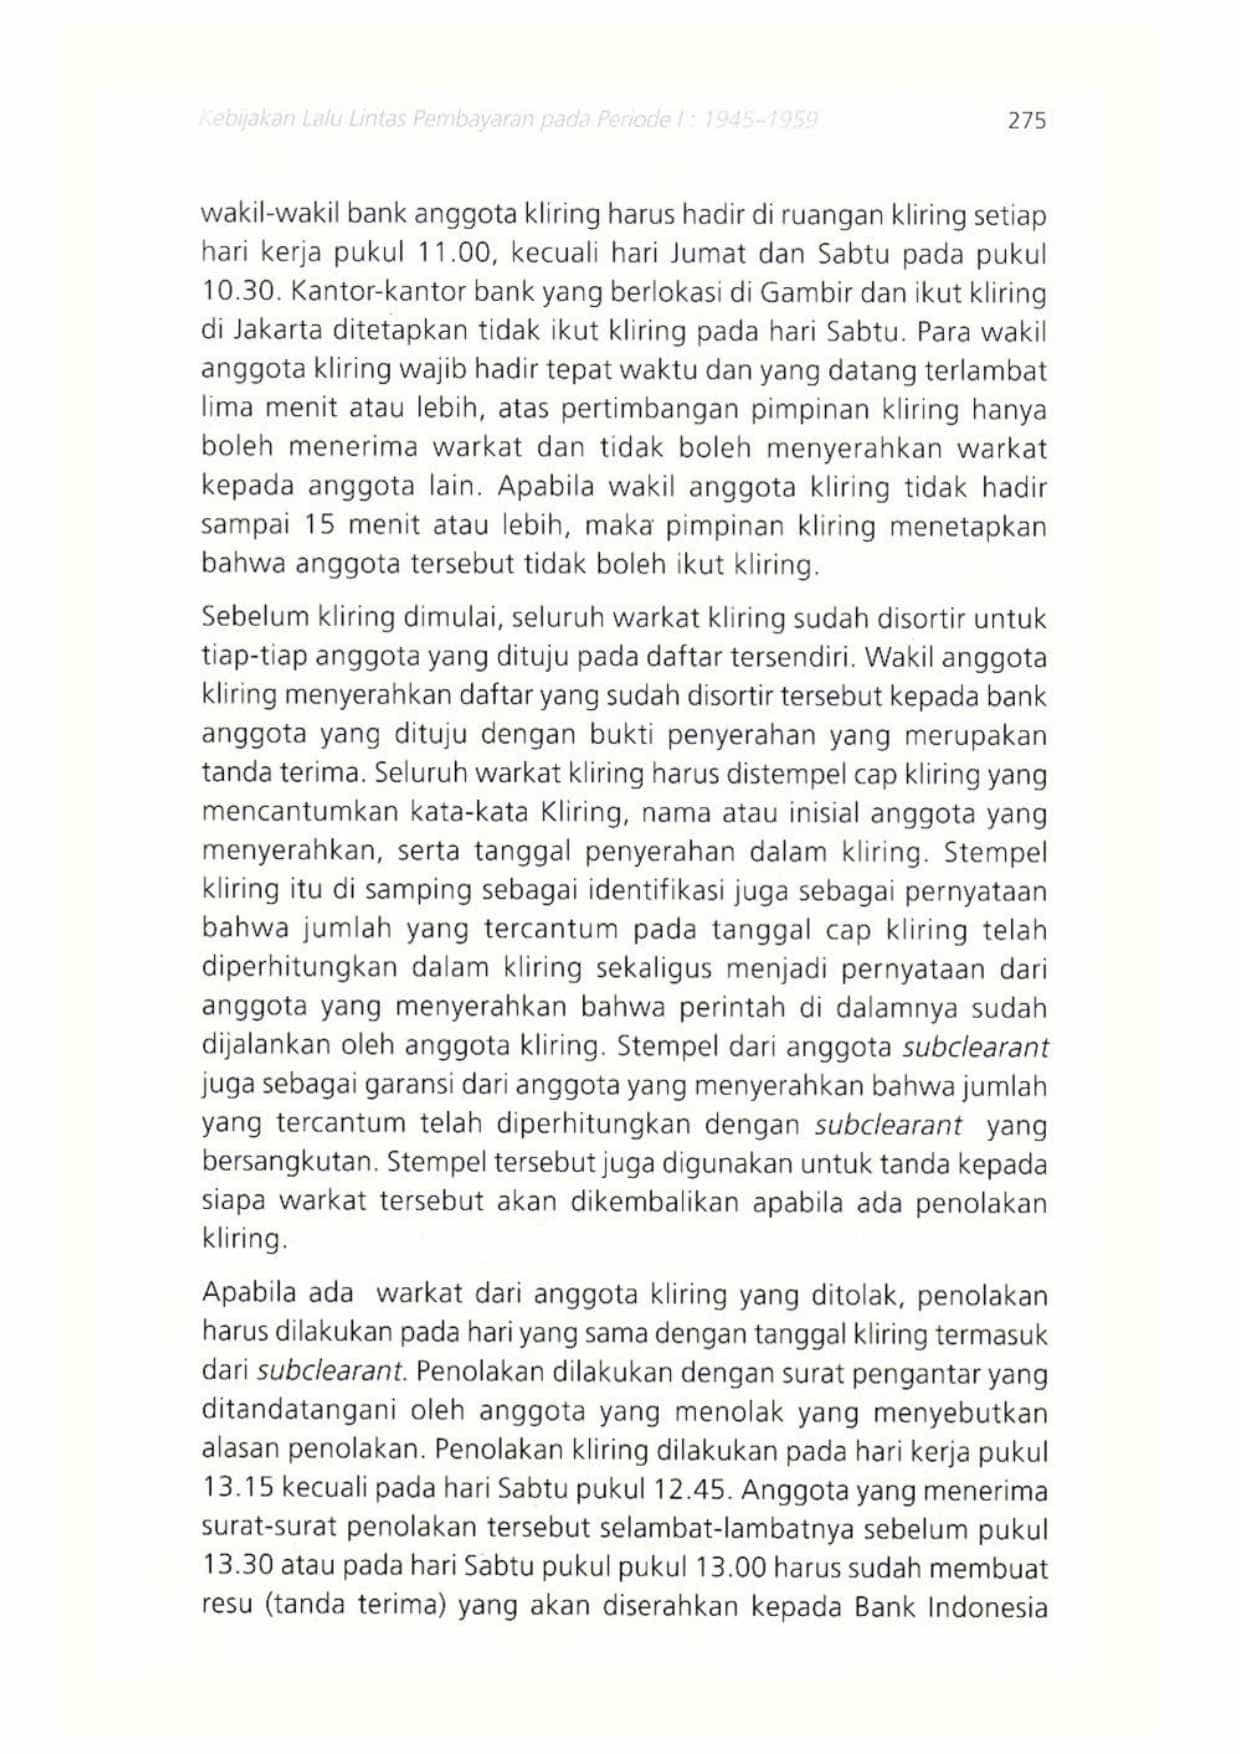 Kebijakan Lalu Lintas Pembayaran pada Periode I : 1945–1959 275
wakil-wakil bank anggota kliring harus hadir di ruangan kliring setiap
hari kerja pukul 11.00, kecuali hari Jumat dan Sabtu pada pukul
10.30. Kantor-kantor bank yang berlokasi di Gambir dan ikut kliring
di Jakarta ditetapkan tidak ikut kliring pada hari Sabtu. Para wakil
anggota kliring wajib hadir tepat waktu dan yang datang terlambat
lima menit atau lebih, atas pertimbangan pimpinan kliring hanya
boleh menerima warkat dan tidak boleh menyerahkan warkat
kepada anggota lain. Apabila wakil anggota kliring tidak hadir
sampai 15 menit atau lebih, maka pimpinan kliring menetapkan
bahwa anggota tersebut tidak boleh ikut kliring.
Sebelum kliring dimulai, seluruh warkat kliring sudah disortir untuk
tiap-tiap anggota yang dituju pada daftar tersendiri. Wakil anggota
kliring menyerahkan daftar yang sudah disortir tersebut kepada bank
anggota yang dituju dengan bukti penyerahan yang merupakan
tanda terima. Seluruh warkat kliring harus distempel cap kliring yang
mencantumkan kata-kata Kliring, nama atau inisial anggota yang
menyerahkan, serta tanggal penyerahan dalam kliring. Stempel
kliring itu di samping sebagai identifikasi juga sebagai pernyataan
bahwa jumlah yang tercantum pada tanggal cap kliring telah
diperhitungkan dalam kliring sekaligus menjadi pernyataan dari
anggota yang menyerahkan bahwa perintah di dalamnya sudah
dijalankan oleh anggota kliring. Stempel dari anggota subclearant
juga sebagai garansi dari anggota yang menyerahkan bahwa jumlah
yang tercantum telah diperhitungkan dengan subclearant yang
bersangkutan. Stempel tersebut juga digunakan untuk tanda kepada
siapa warkat tersebut akan dikembalikan apabila ada penolakan
kliring.
Apabila ada warkat dari anggota kliring yang ditolak, penolakan
harus dilakukan pada hari yang sama dengan tanggal kliring termasuk
dari subclearant. Penolakan dilakukan dengan surat pengantar yang
ditandatangani oleh anggota yang menolak yang menyebutkan
alasan penolakan. Penolakan kliring dilakukan pada hari kerja pukul
13.15 kecuali pada hari Sabtu pukul 12.45. Anggota yang menerima
surat-surat penolakan tersebut selambat-lambatnya sebelum pukul
13.30 atau pada hari Sabtu pukul pukul 13.00 harus sudah membuat
resu (tanda terima) yang akan diserahkan kepada Bank Indonesia